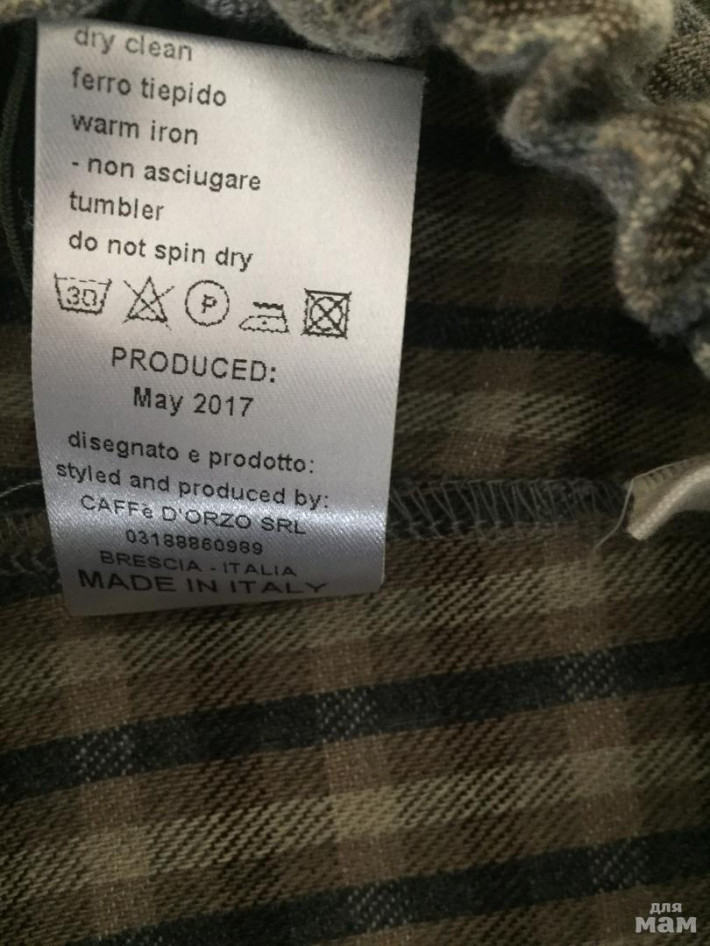 dry clean
ferro tiepido
warm iron
- non asciugare
tumbler
do not spin dry
30 P
PRODUCED:
May 2017
disegnato e prodotto:
styled and produced by:
CAFFè D'ORZO SRL
03188860989
BRESCIA - ITALIA
MADE IN ITALY
для
мам